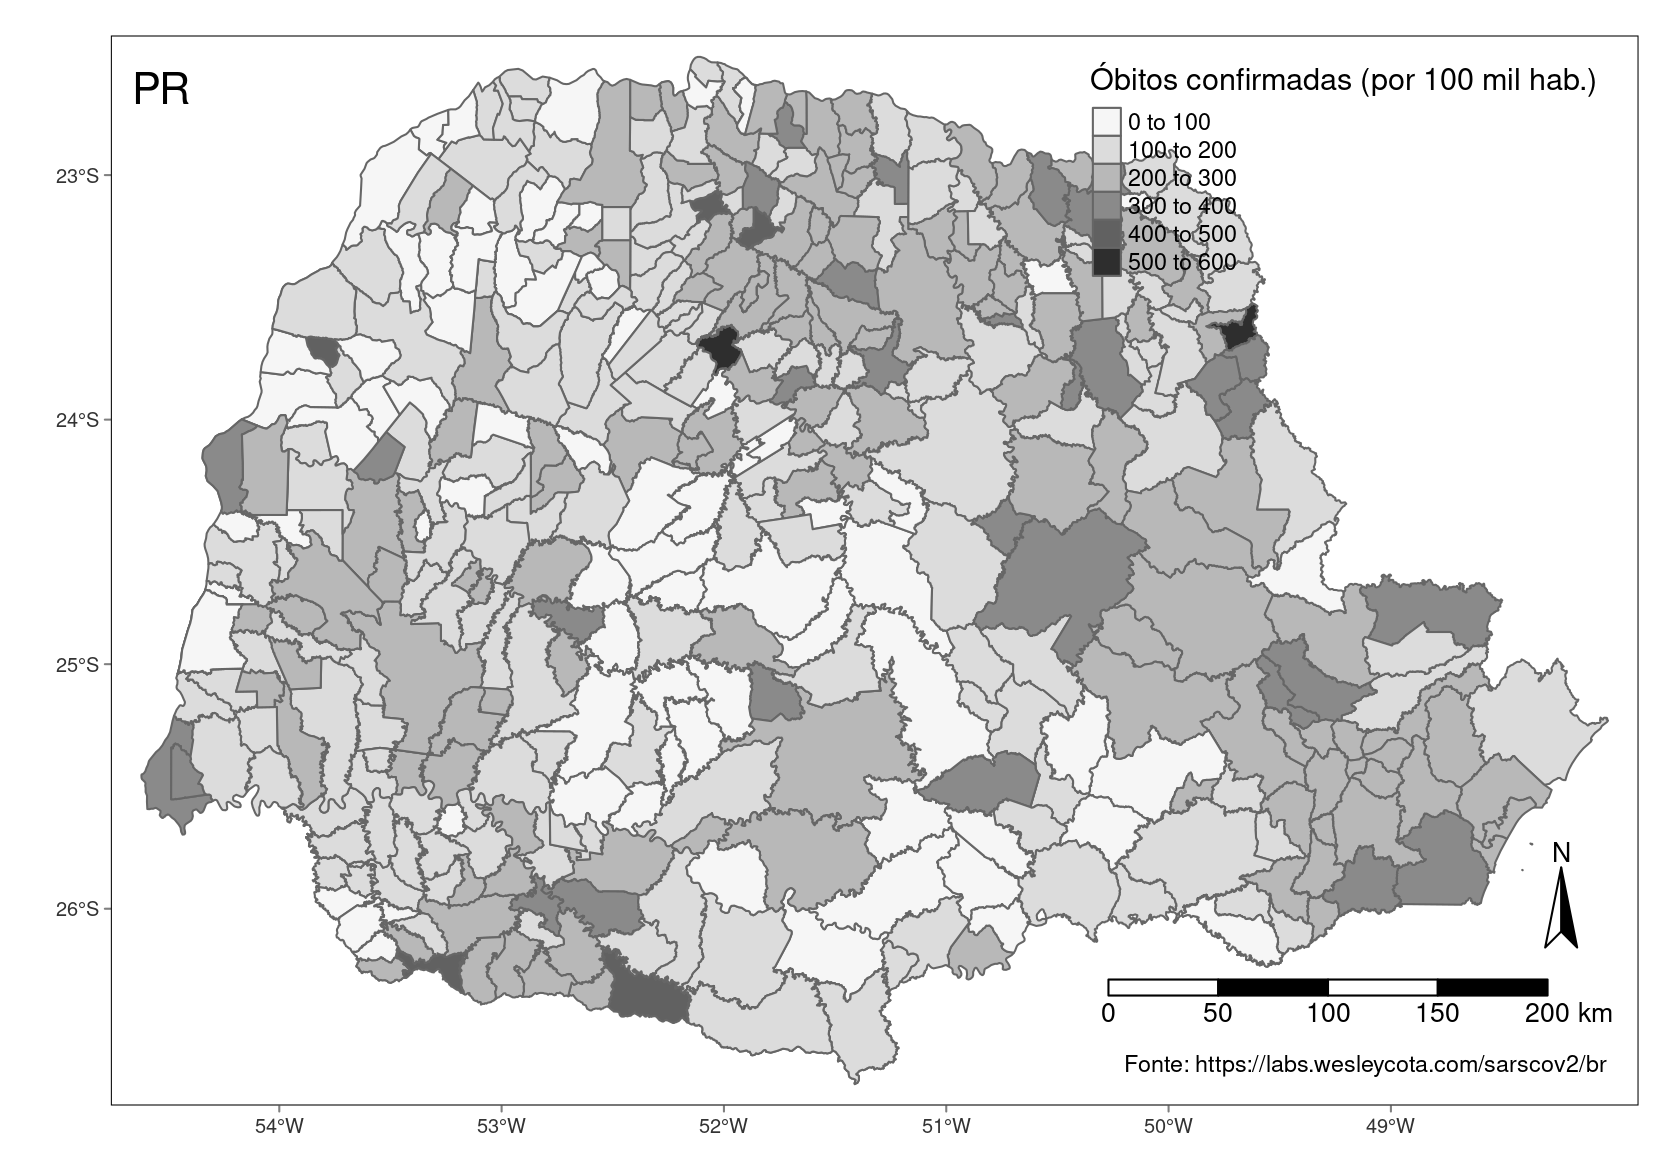 PR
Óbitos confirmadas (por 100 mil hab.)
0 to 100
100 to 200
200 to 300
300 to 400
400 to 500
500 to 600
23°S
24°S
25°S
26°S
N
0 50 100 150 200 km
Fonte: https://labs.wesleycota.com/sarscov2/br
54°W 53°W 52°W 51°W 50°W 49°W